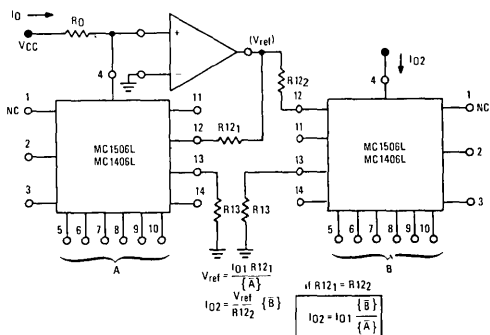 I0
R0
VCC
+
−
(Vref)
4
R122
12
I02
4
1
NC
MC1506L
MC1406L
11
12
R121
13
14
2
3
5 6 7 8 9 10
A
R13
R13
12
11
13
14
MC1506L
MC1406L
1
NC
2
3
5 6 7 8 9 10
B
Vref = I01 R121 / {A̅}
I02 = Vref / R122 {B̅}
if R121 = R122
I02 = I01 {B̅} / {A̅}